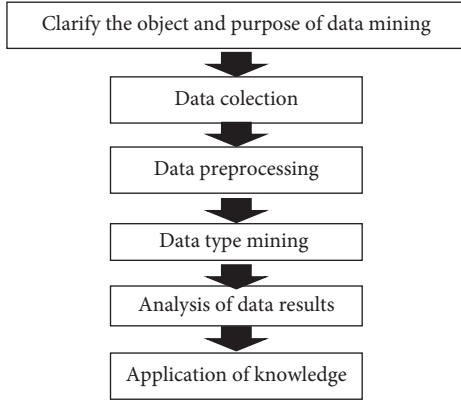 Clarify the object and purpose of data mining
Data colection
Data preprocessing
Data type mining
Analysis of data results
Application of knowledge